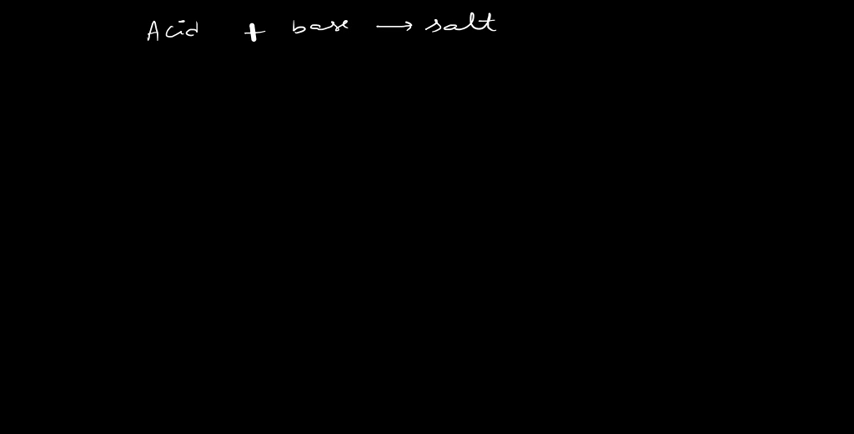 Acid + base → salt